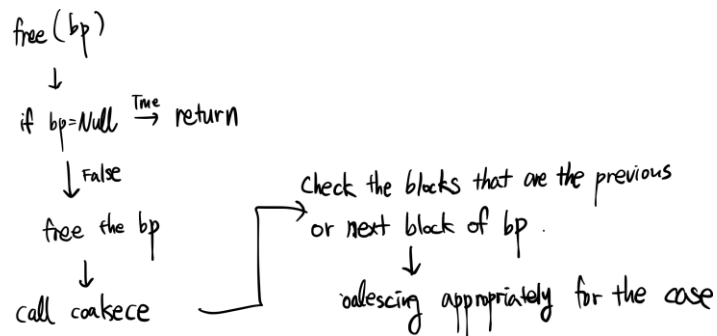 free(bp)
if bp=Null True return
False
free the bp
call coalsece
check the blocks that are the previous
or next block of bp.
coalescing appropriately for the case